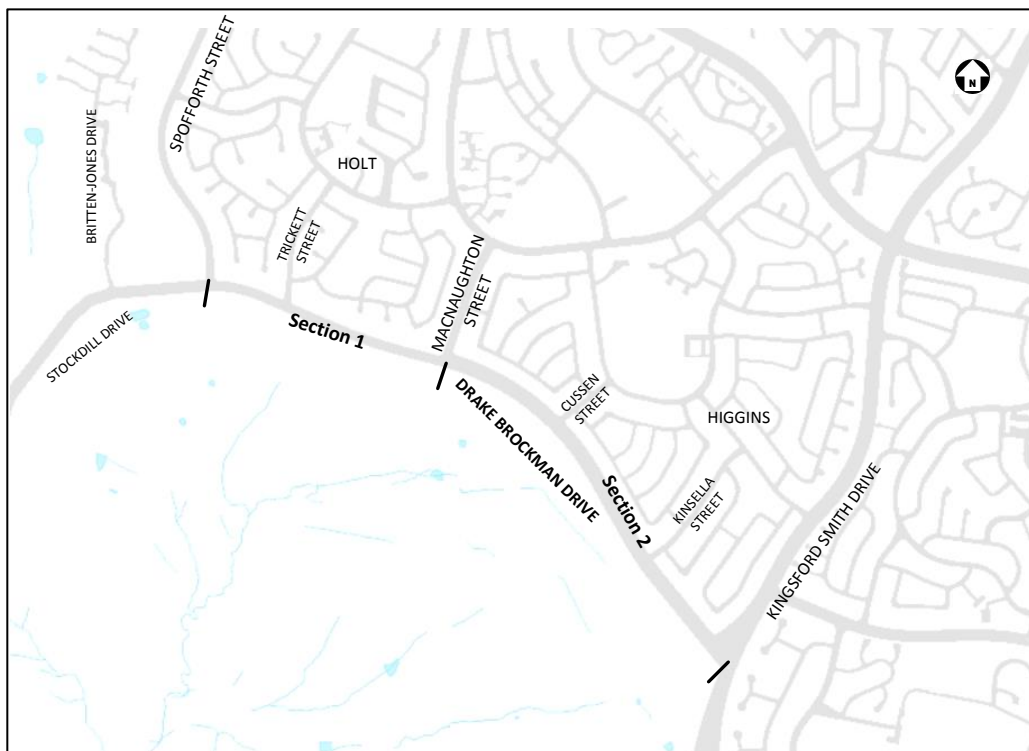 SPOFFORTH STREET
N
BRITTEN-JONES DRIVE
HOLT
TRICKETT
STREET
MACNAUGHTON
STREET
Section 1
STOCKDILL DRIVE
CUSSEN
STREET
DRAKE BROCKMAN DRIVE
HIGGINS
Section 2
KINSELLA
STREET
KINGSFORD SMITH DRIVE